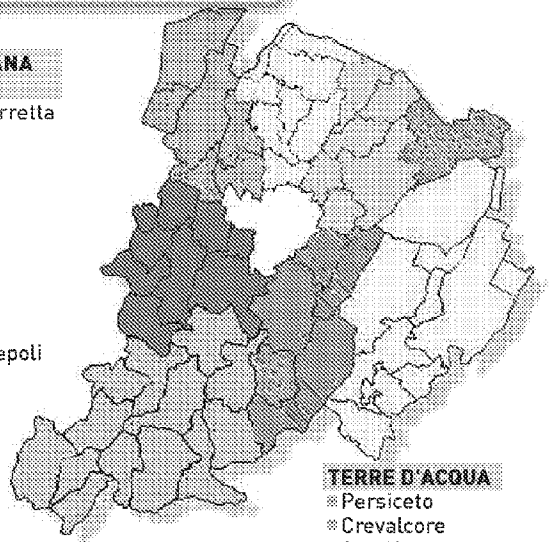 ANA
rretta
epoli
TERRE D'ACQUA
Persiceto
Crevalcore